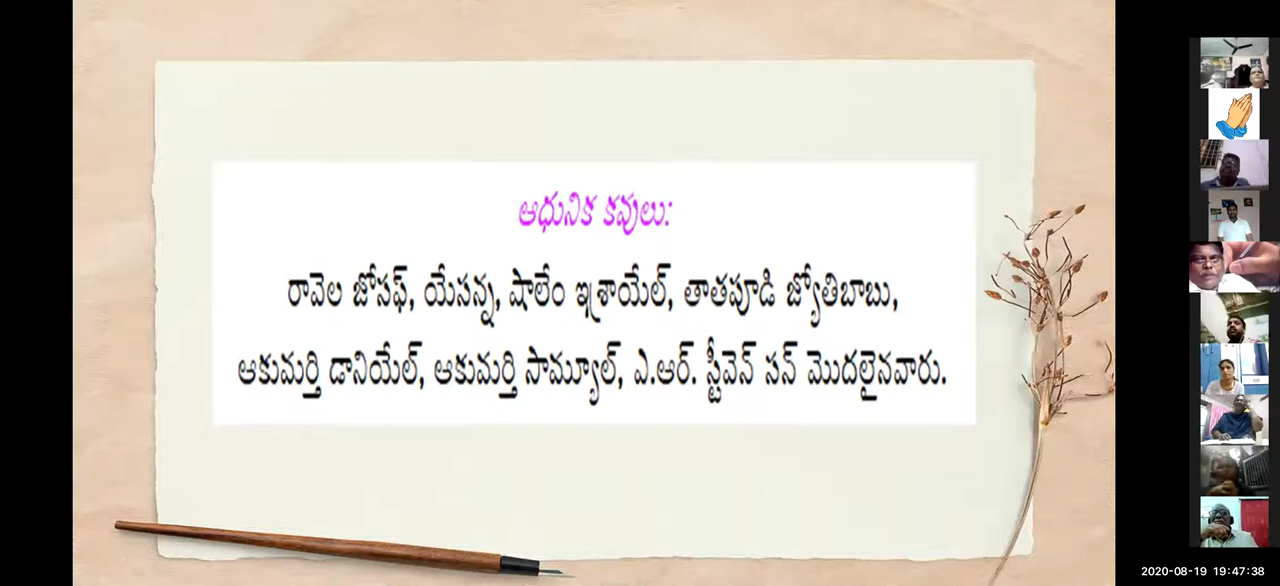 ఆధునిక కవులు:
రావెల జోసఫ్, యేసన్న, షాలేం ఇశ్రాయేల్, తాతపూడి జ్యోతిబాబు,
ఆకుమర్తి డానియేల్, ఆకుమర్తి సామ్యూల్, ఎ.ఆర్. స్టీవెన్ సన్ మొదలైనవారు.
2020-08-19 19:47:38